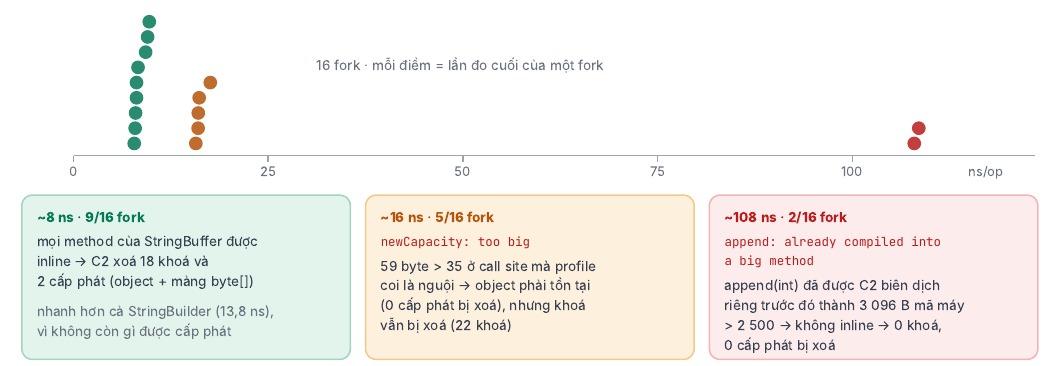 16 fork · mỗi điểm = lần đo cuối của một fork
0 25 50 75 100 ns/op
~8 ns · 9/16 fork
mọi method của StringBuffer được
inline → C2 xoá 18 khoá và
2 cấp phát (object + mảng byte[])
nhanh hơn cả StringBuilder (13,8 ns),
vì không còn gì được cấp phát
~16 ns · 5/16 fork
newCapacity: too big
59 byte > 35 ở call site mà profile
coi là nguội → object phải tồn tại
(0 cấp phát bị xoá), nhưng khoá
vẫn bị xoá (22 khoá)
~108 ns · 2/16 fork
append: already compiled into
a big method
append(int) đã được C2 biên dịch
riêng trước đó thành 3 096 B mã máy
> 2 500 → không inline → 0 khoá,
0 cấp phát bị xoá